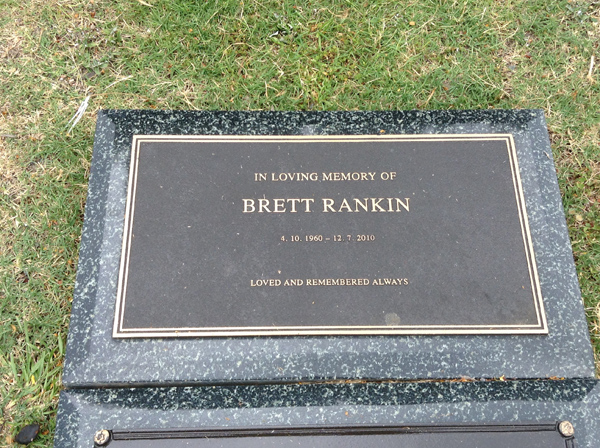 IN LOVING MEMORY OF
BRETT RANKIN
4. 10. 1960 – 12. 7. 2010
LOVED AND REMEMBERED ALWAYS